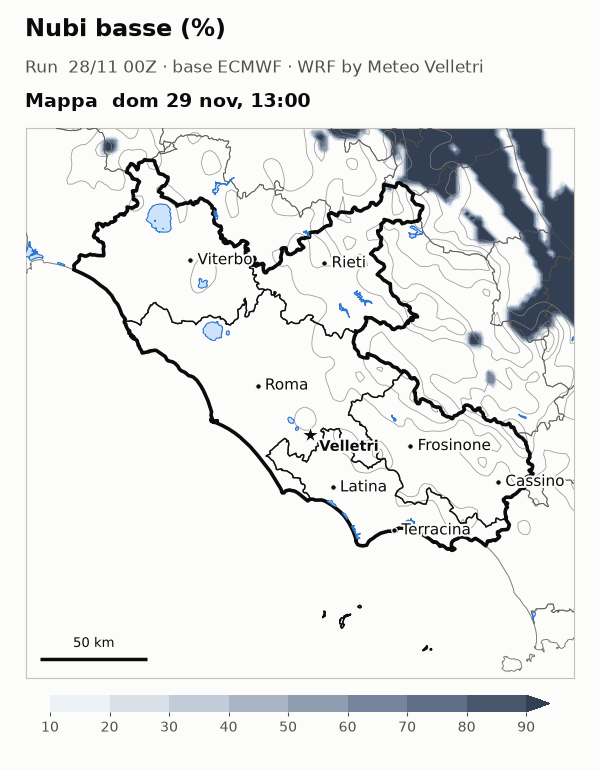 Nubi basse (%)
Run  28/11 00Z · base ECMWF · WRF by Meteo Velletri
Mappa  dom 29 nov, 13:00
Viterbo
Rieti
Roma
Velletri
Frosinone
Cassino
Latina
Terracina
50 km
10 20 30 40 50 60 70 80 90